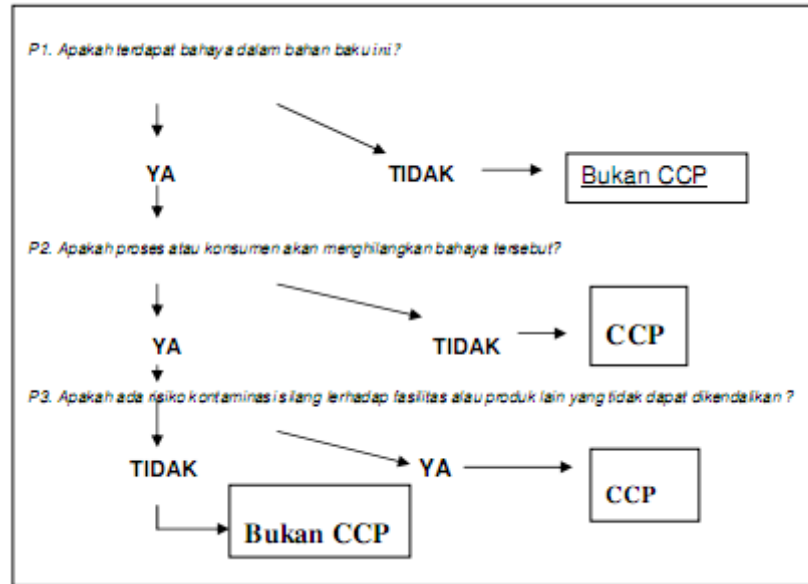 P1. Apakah terdapat bahaya dalam bahan baku ini?
YA TIDAK Bukan CCP
P2. Apakah proses atau konsumen akan menghilangkan bahaya tersebut?
YA TIDAK CCP
P3. Apakah ada risiko kontaminasi silang terhadap fasilitas atau produk lain yang tidak dapat dikendalikan ?
TIDAK YA CCP
Bukan CCP